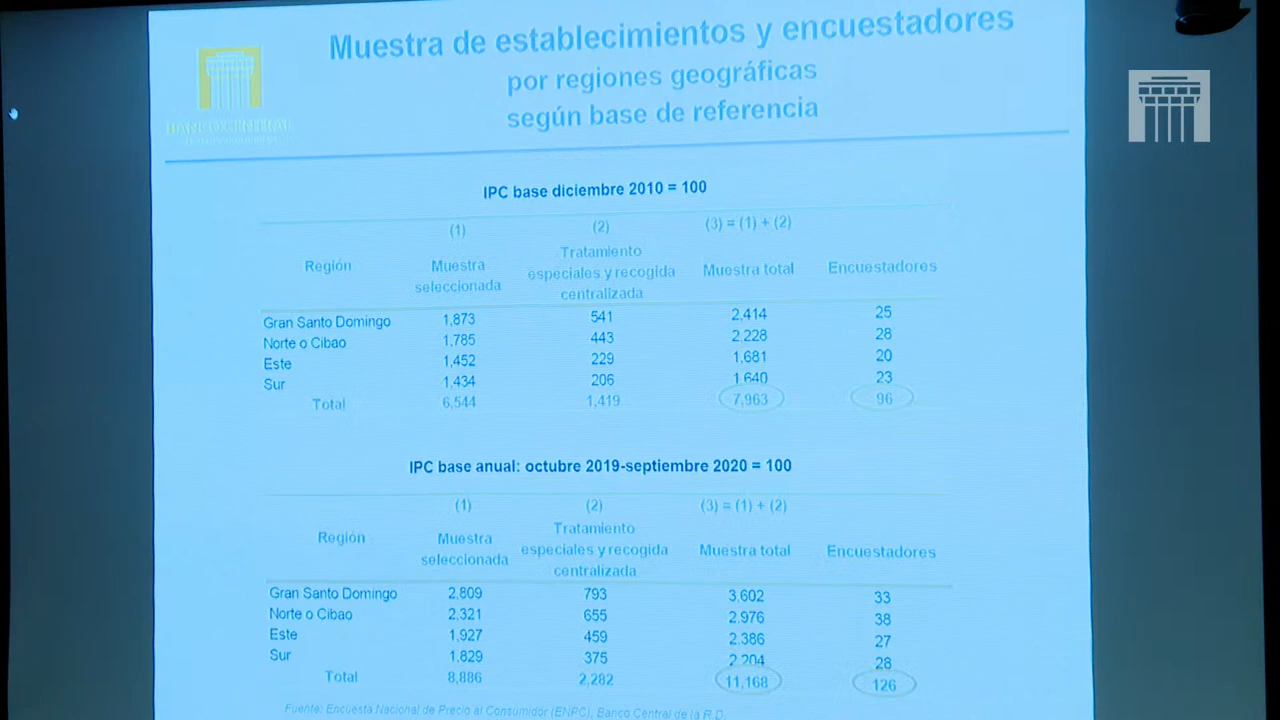 Muestra de establecimientos y encuestadores
por regiones geográficas
según base de referencia
BANCO CENTRAL
IPC base diciembre 2010 = 100
(1) (2) (3) = (1) + (2)
Región Muestra seleccionada Tratamiento especiales y recogida centralizada Muestra total Encuestadores
Gran Santo Domingo 1,873 541 2,414 25
Norte o Cibao 1,785 443 2,228 28
Este 1,452 229 1,681 20
Sur 1,434 206 1,640 23
Total 6,544 1,419 7,963 96
IPC base anual: octubre 2019-septiembre 2020 = 100
(1) (2) (3) = (1) + (2)
Región Muestra seleccionada Tratamiento especiales y recogida centralizada Muestra total Encuestadores
Gran Santo Domingo 2,809 793 3,602 33
Norte o Cibao 2,321 655 2,976 38
Este 1,927 459 2,386 27
Sur 1,829 375 2,204 28
Total 8,886 2,282 11,168 126
Fuente: Encuesta Nacional de Precio al Consumidor (ENPC), Banco Central de la R.D.